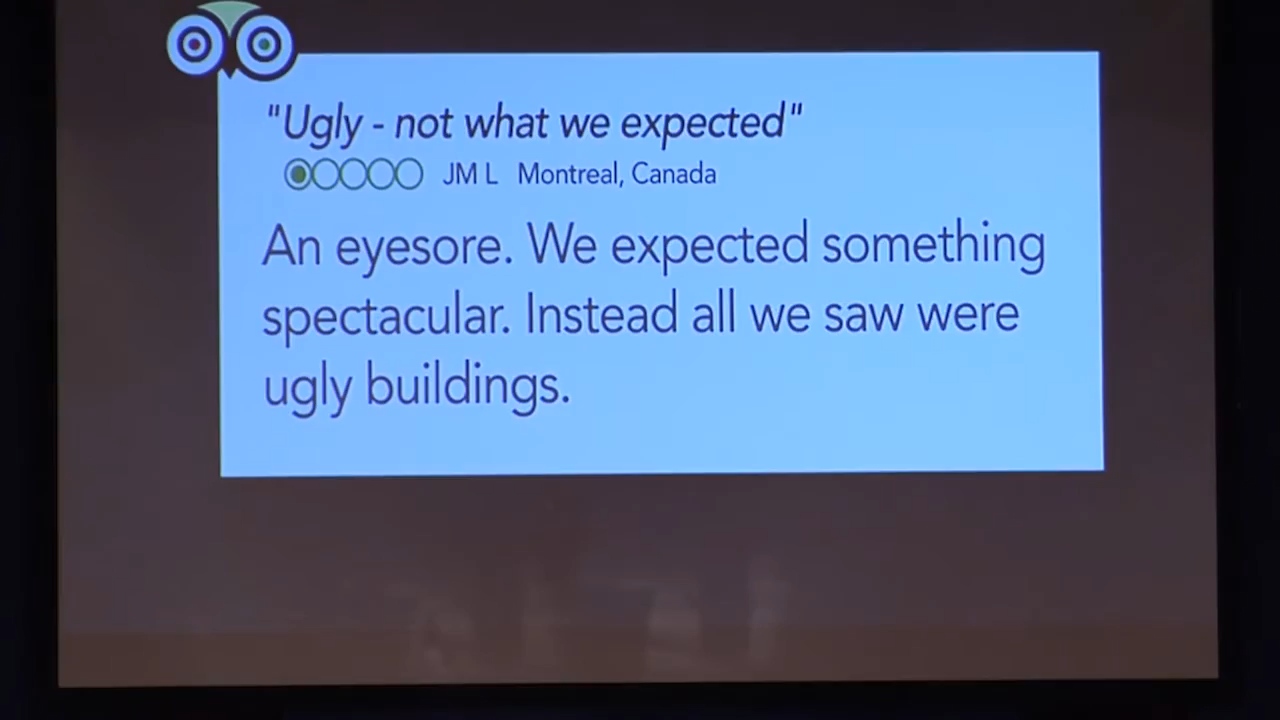 "Ugly - not what we expected"
JM L Montreal, Canada
An eyesore. We expected something
spectacular. Instead all we saw were
ugly buildings.